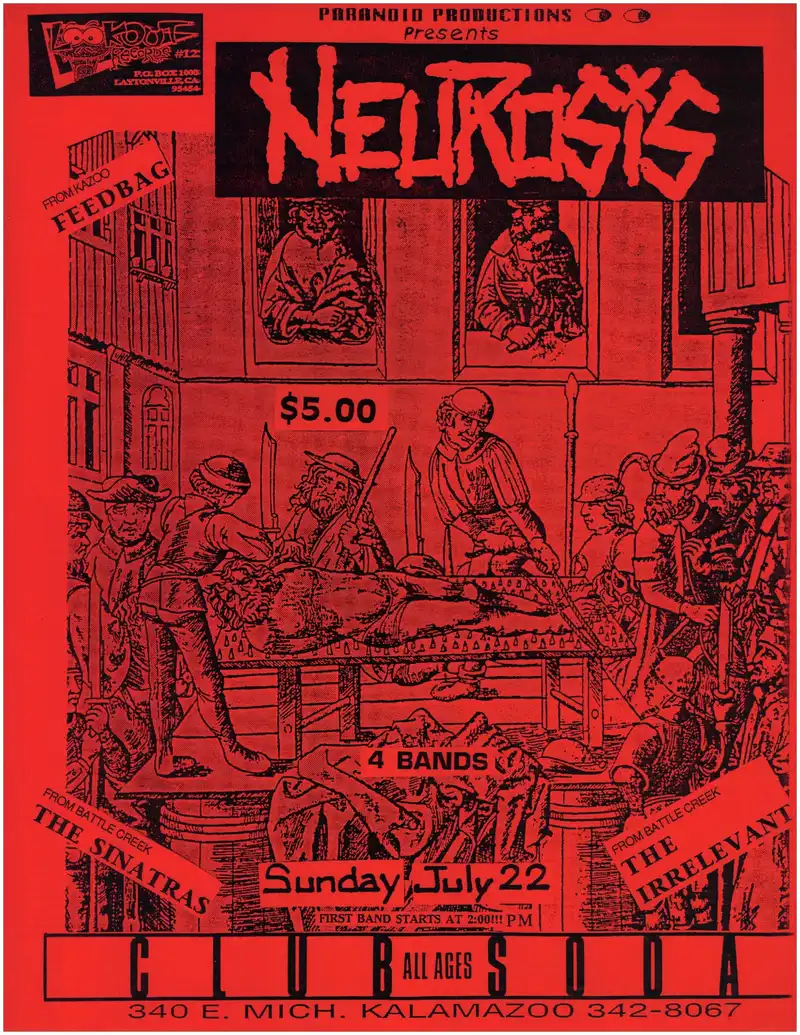 PARANOID PRODUCTIONS
Presents
LOOKOUT
RECORDS #12
P.O. BOX 1000
LAYTONVILLE, CA.
95454
NEUROSIS
FROM KAZOO
FEEDBAG
$5.00
4 BANDS
FROM BATTLE CREEK
THE SINATRAS
FROM BATTLE CREEK
THE
IRRELEVANT
Sunday July 22
FIRST BAND STARTS AT 2:00!!! PM
CLUB ALL AGES SODA
340 E. MICH. KALAMAZOO 342-8067